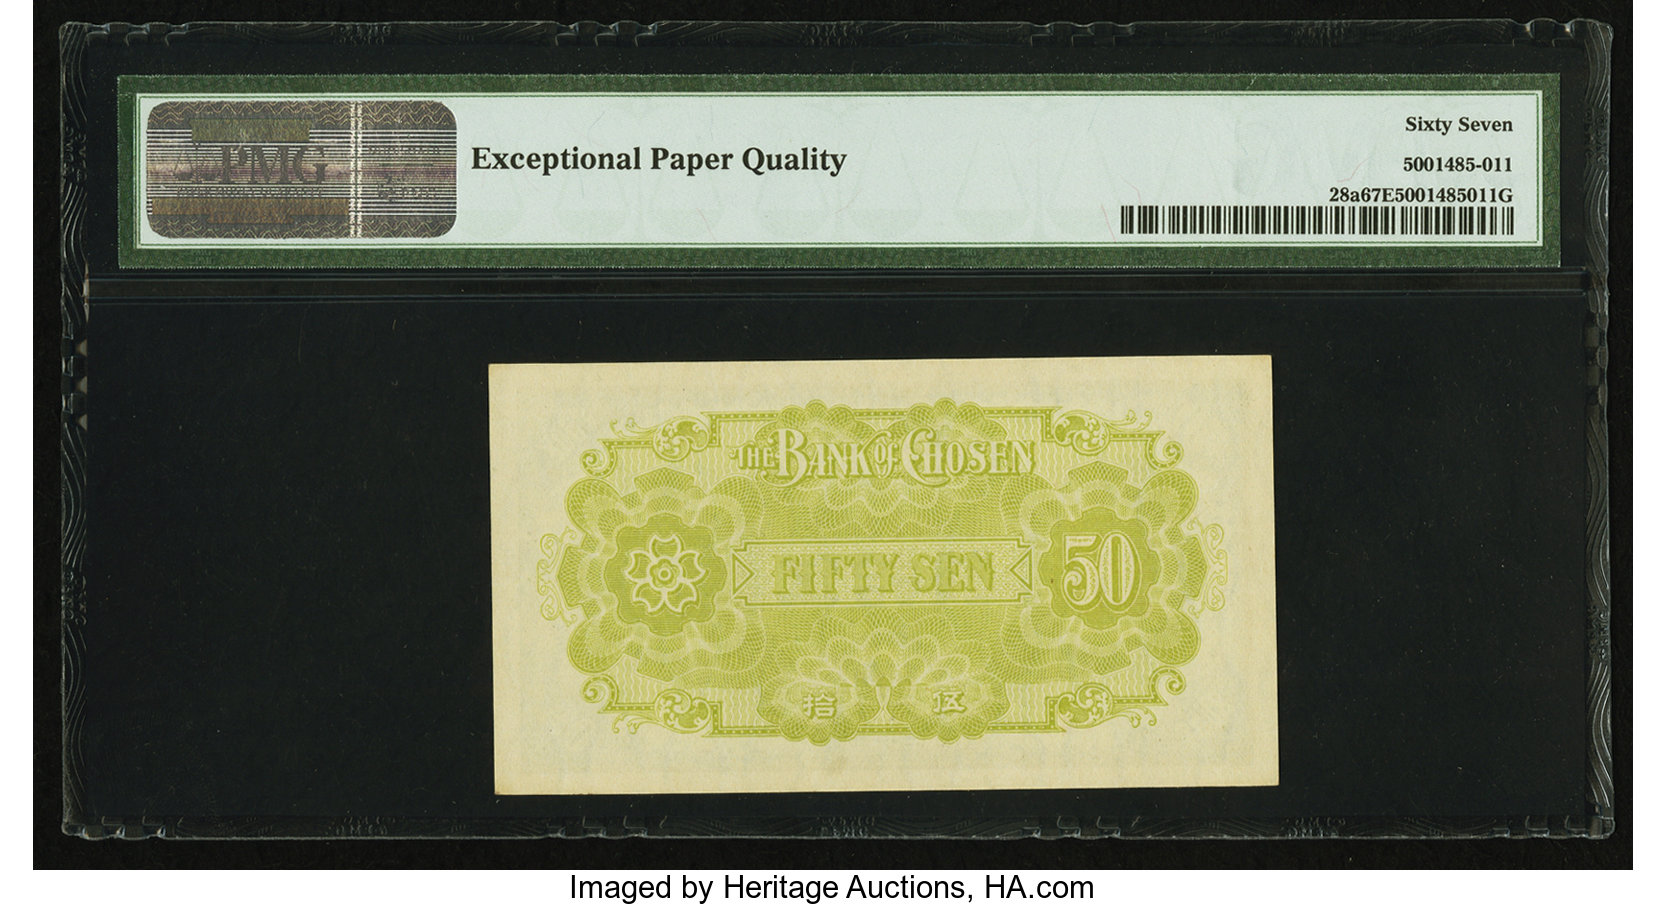 PMG
Exceptional Paper Quality
Sixty Seven
5001485-011
28a67E5001485011G
THE BANK OF CHOSEN
FIFTY SEN
50
拾 伍
Imaged by Heritage Auctions, HA.com